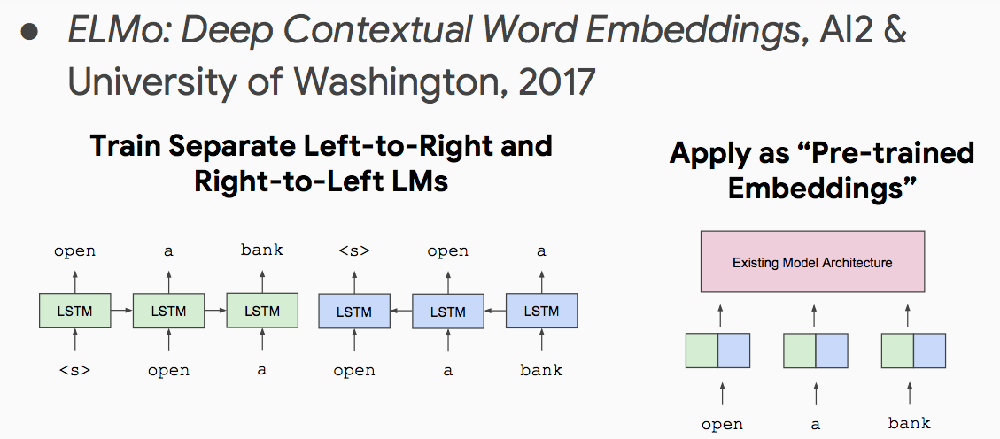 ● ELMo: Deep Contextual Word Embeddings, AI2 &
University of Washington, 2017
Train Separate Left-to-Right and
Right-to-Left LMs
open a bank <s> open a
LSTM LSTM LSTM LSTM LSTM LSTM
<s> open a open a bank
Apply as “Pre-trained
Embeddings”
Existing Model Architecture
open a bank